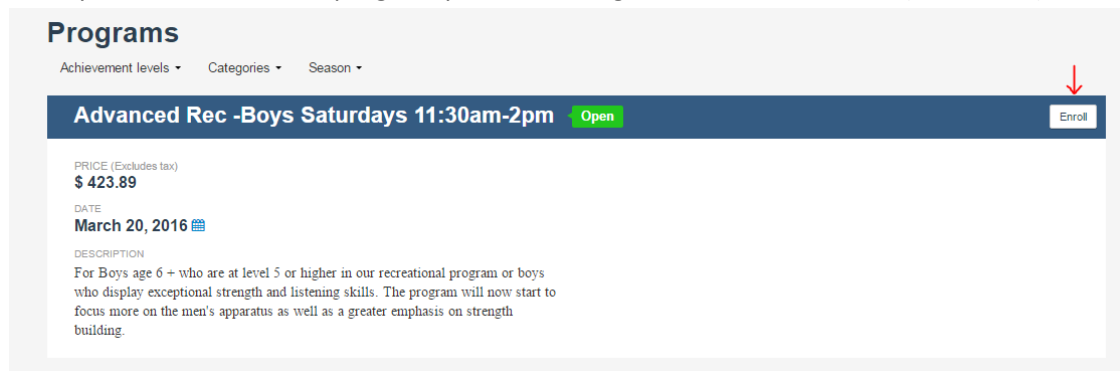 Programs
Achievement levels Categories Season
Advanced Rec -Boys Saturdays 11:30am-2pm Open Enroll
PRICE (Excludes tax)
$ 423.89
DATE
March 20, 2016
DESCRIPTION
For Boys age 6 + who are at level 5 or higher in our recreational program or boys
who display exceptional strength and listening skills. The program will now start to
focus more on the men's apparatus as well as a greater emphasis on strength
building.